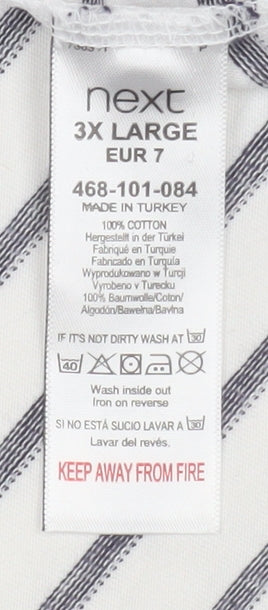 next
3X LARGE
EUR 7
468-101-084
MADE IN TURKEY
100% COTTON
Hergestellt in der Türkei
Fabriqué en Turquie
Fabricado en Turquía
Wyprodukowano w Turcji
Vyrobeno v Turecku
100% Baumwolle/Coton/
Algodón/Bawełna/Bavlna
IF IT'S NOT DIRTY WASH AT 30
40
Wash inside out
Iron on reverse
SI NO ESTÁ SUCIO LAVAR A 30
Lavar del revés.
KEEP AWAY FROM FIRE